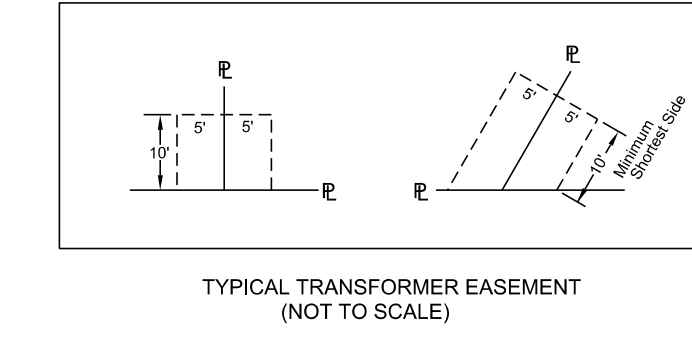 PL
5' 5'
10'
PL
PL
5'
5'
10'
Minimum
Shortest Side
PL
TYPICAL TRANSFORMER EASEMENT
(NOT TO SCALE)